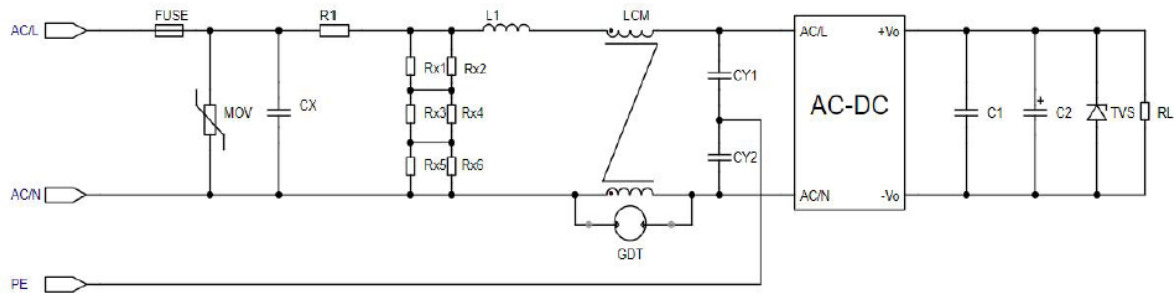 FUSE R1 L1 LCM
AC/L AC/L +Vo
Rx1 Rx2 CY1
MOV CX Rx3 Rx4 AC-DC C1 + C2 TVS RL
Rx5 Rx6 CY2
AC/N AC/N -Vo
GDT
PE